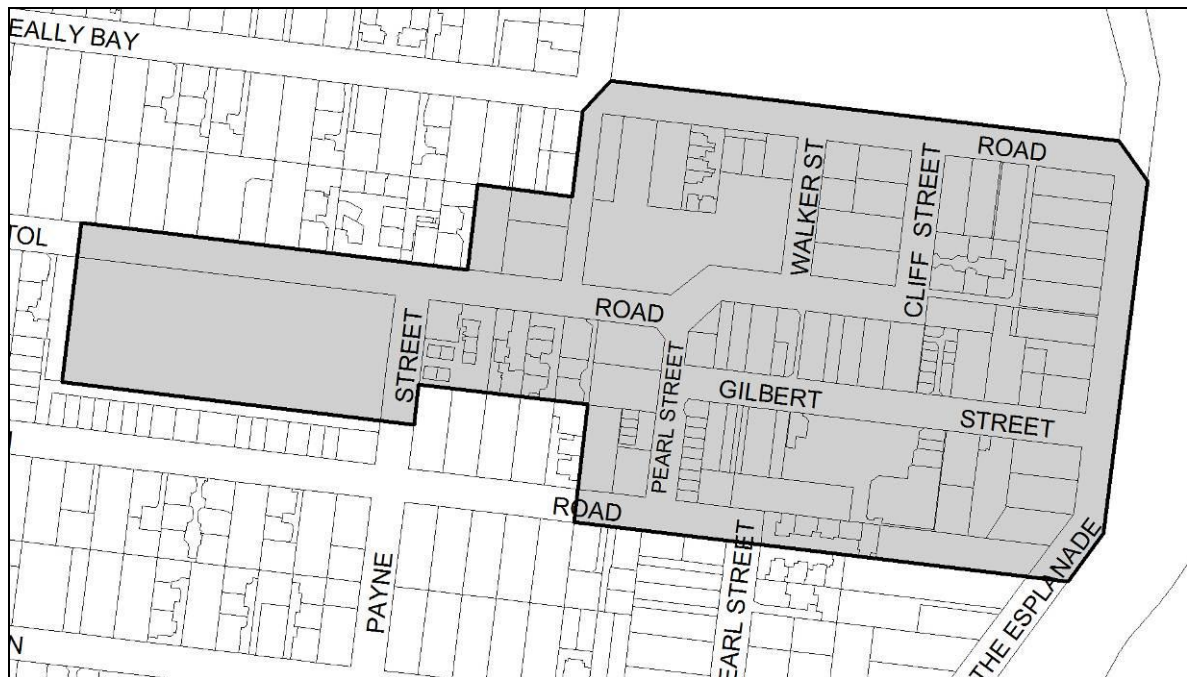 EALLY BAY
ROAD
WALKER ST
CLIFF STREET
TOL
ROAD
STREET
PEARL STREET
GILBERT
STREET
ROAD
PAYNE
EARL STREET
THE ESPLANADE
N